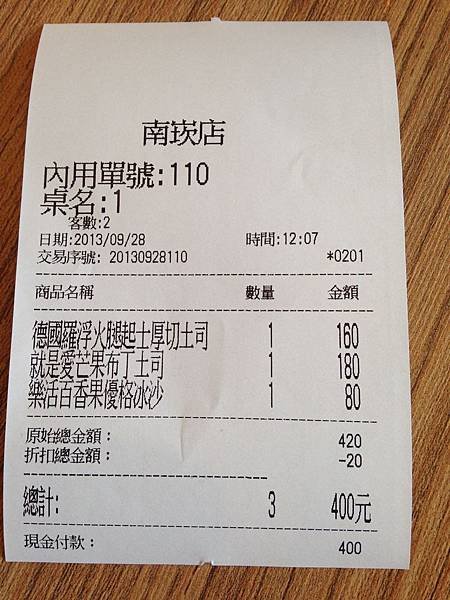 南崁店
內用單號:110
桌名:1
客數:2
日期:2013/09/28 時間:12:07
交易序號: 20130928110 *0201
商品名稱 數量 金額
德國羅浮火腿起士厚切土司 1 160
就是愛芒果布丁土司 1 180
樂活百香果優格冰沙 1 80
原始總金額: 420
折扣總金額: -20
總計: 3 400元
現金付款: 400